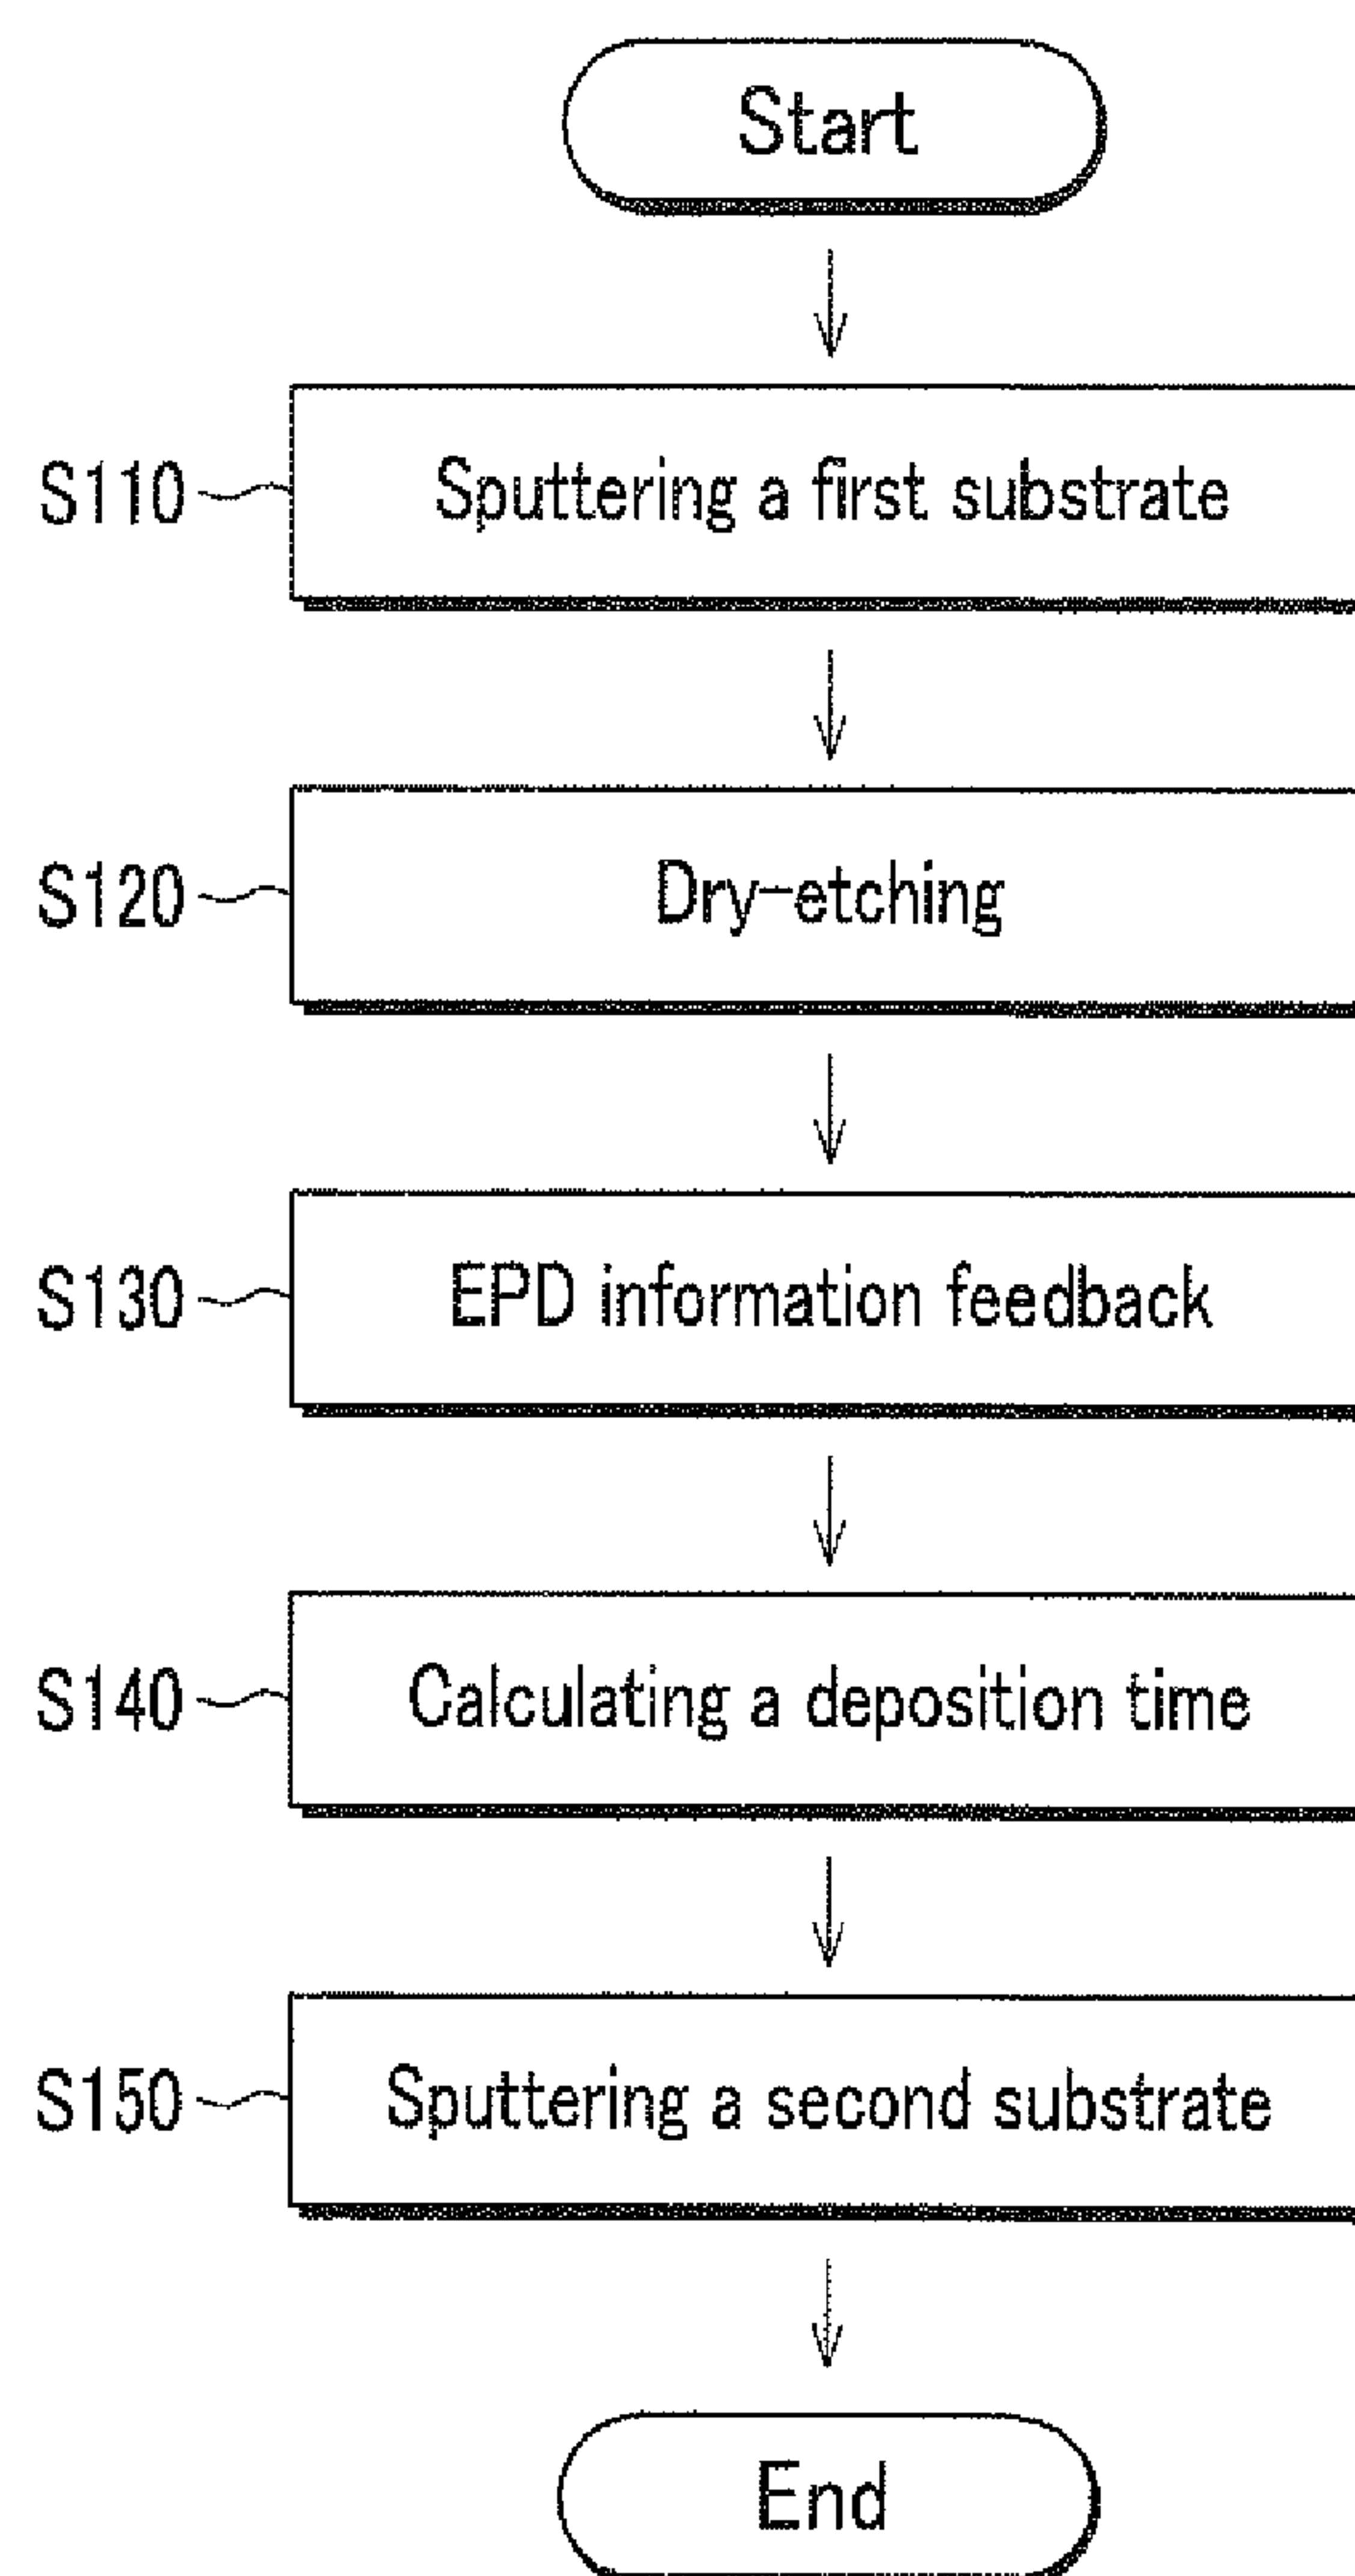 Start
S110 Sputtering a first substrate
S120 Dry-etching
S130 EPD information feedback
S140 Calculating a deposition time
S150 Sputtering a second substrate
End